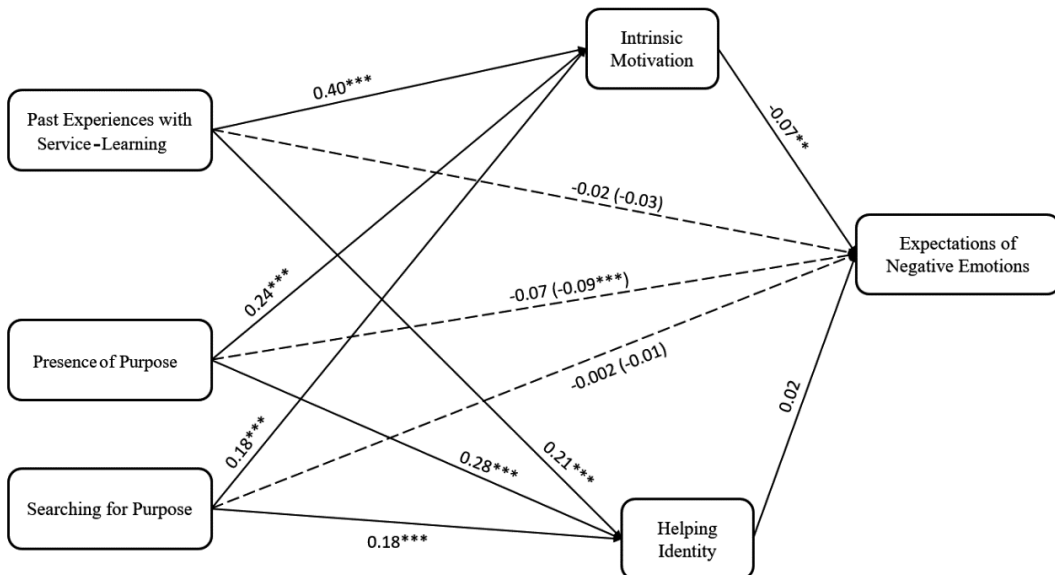 Intrinsic
Motivation
0.40***
Past Experiences with
Service-Learning
-0.07**
-0.02 (-0.03)
Expectations of
Negative Emotions
0.24***
-0.07 (-0.09***)
Presence of Purpose
-0.002 (-0.01)
0.02
0.18***
0.28***
0.21***
Searching for Purpose
0.18***
Helping
Identity